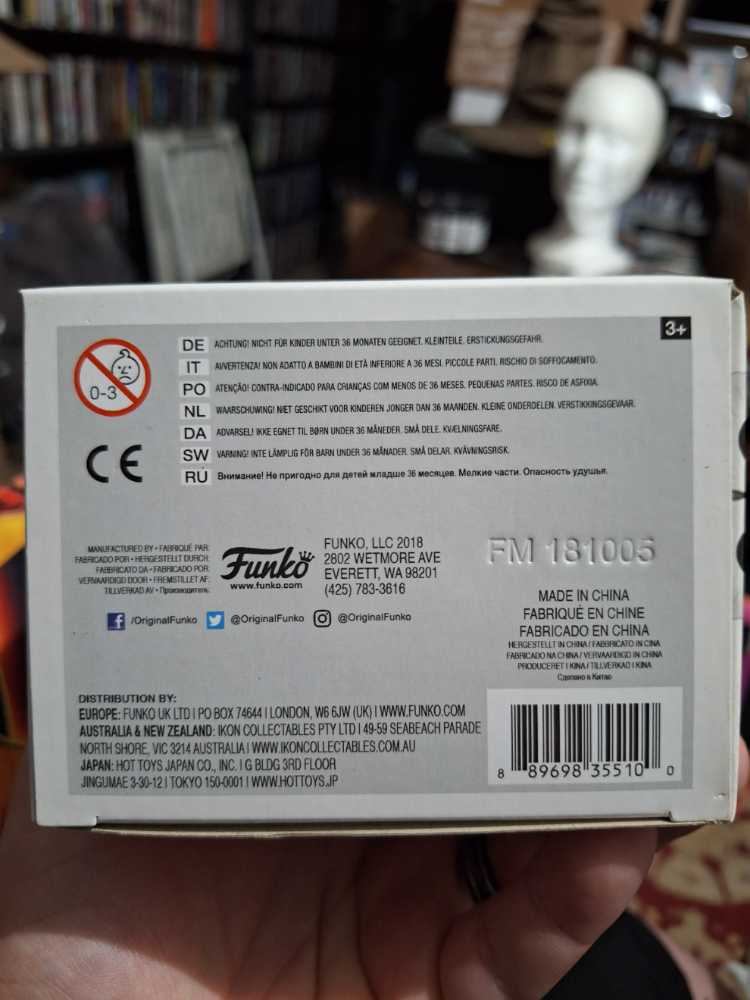 3+
0-3
DE ACHTUNG! NICHT FÜR KINDER UNTER 36 MONATEN GEEIGNET. KLEINTEILE. ERSTICKUNGSGEFAHR.
IT AVVERTENZA! NON ADATTO A BAMBINI DI ETÀ INFERIORE A 36 MESI. PICCOLE PARTI. RISCHIO DI SOFFOCAMENTO.
PO ATENÇÃO! CONTRA-INDICADO PARA CRIANÇAS COM MENOS DE 36 MESES. PEQUENAS PARTES. RISCO DE ASFIXIA.
NL WAARSCHUWING! NIET GESCHIKT VOOR KINDEREN JONGER DAN 36 MAANDEN. KLEINE ONDERDELEN. VERSTIKKINGSGEVAAR.
DA ADVARSEL! IKKE EGNET TIL BØRN UNDER 36 MÅNEDER. SMÅ DELE. KVÆLNINGSFARE.
SW VARNING! INTE LÄMPLIG FÖR BARN UNDER 36 MÅNADER. SMÅ DELAR. KVÄVNINGSRISK.
RU Внимание! Не пригодно для детей младше 36 месяцев. Мелкие части. Опасность удушья.
CE
MANUFACTURED BY • FABRIQUÉ PAR:
FABRICADO POR • HERGESTELLT DURCH:
FABBRICATO DA • FABRICADO POR:
VERVAARDIGD DOOR • FREMSTILLET AF:
TILLVERKAD AV • Производитель:
Funko
www.funko.com
FUNKO, LLC 2018
2802 WETMORE AVE
EVERETT, WA 98201
(425) 783-3616
FM 181005
/OriginalFunko @OriginalFunko @OriginalFunko
MADE IN CHINA
FABRIQUÉ EN CHINE
FABRICADO EN CHINA
HERGESTELLT IN CHINA / FABBRICATO IN CINA
FABRICADO NA CHINA / VERVAARDIGD IN CHINA
PRODUCERET I KINA / TILLVERKAD I KINA
Сделано в Китае
DISTRIBUTION BY:
EUROPE: FUNKO UK LTD | PO BOX 74644 | LONDON, W6 6JW (UK) | WWW.FUNKO.COM
AUSTRALIA & NEW ZEALAND: IKON COLLECTABLES PTY LTD | 49-59 SEABEACH PARADE
NORTH SHORE, VIC 3214 AUSTRALIA | WWW.IKONCOLLECTABLES.COM.AU
JAPAN: HOT TOYS JAPAN CO., INC. | G BLDG 3RD FLOOR
JINGUMAE 3-30-12 | TOKYO 150-0001 | WWW.HOTTOYS.JP
8 89698 35510 0